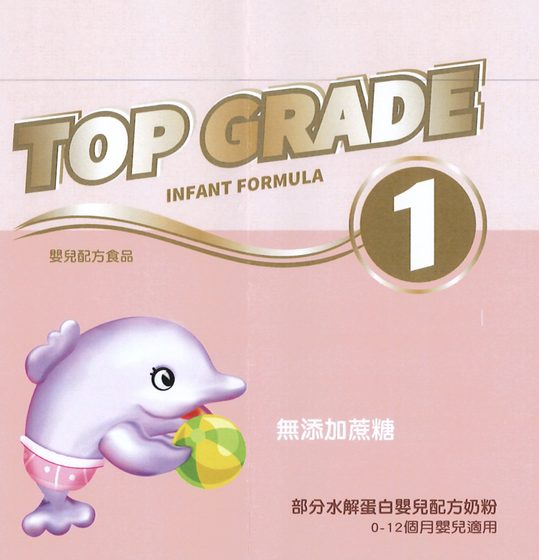 TOP GRADE
INFANT FORMULA
1
嬰兒配方食品
無添加蔗糖
部分水解蛋白嬰兒配方奶粉
0-12個月嬰兒適用